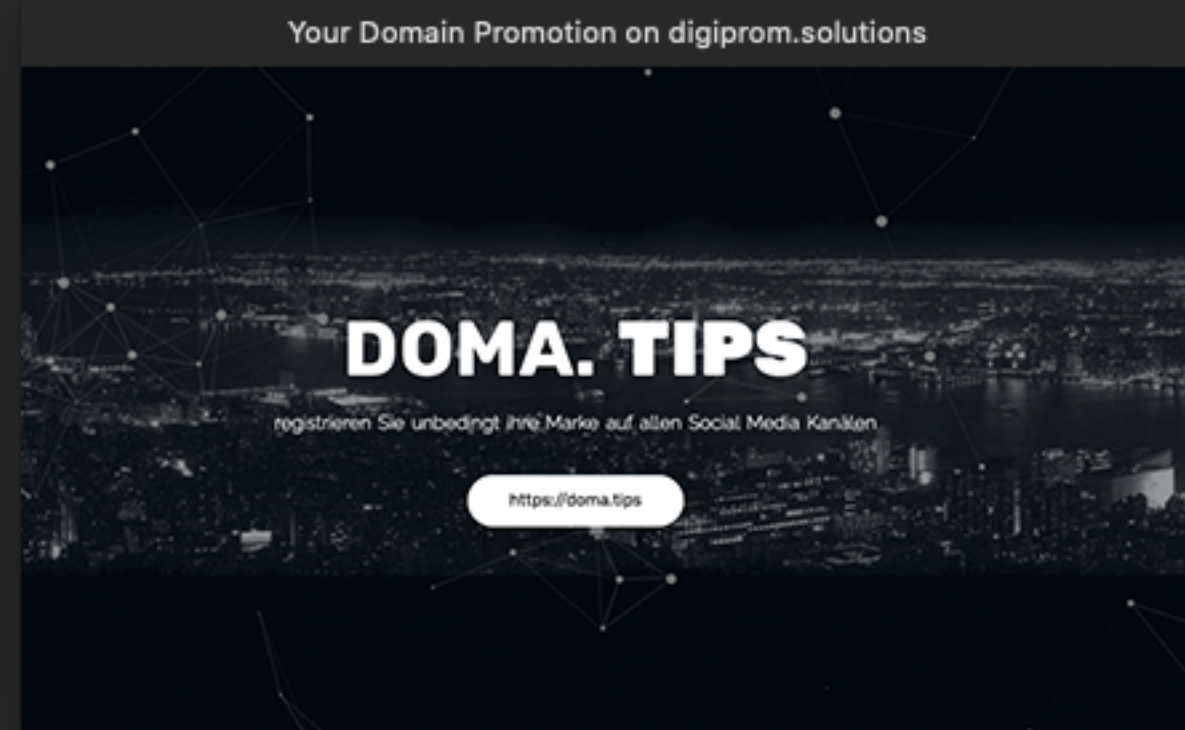 Your Domain Promotion on digiprom.solutions
DOMA. TIPS
registrieren Sie unbedingt ihre Marke auf allen Social Media Kanälen
https://doma.tips